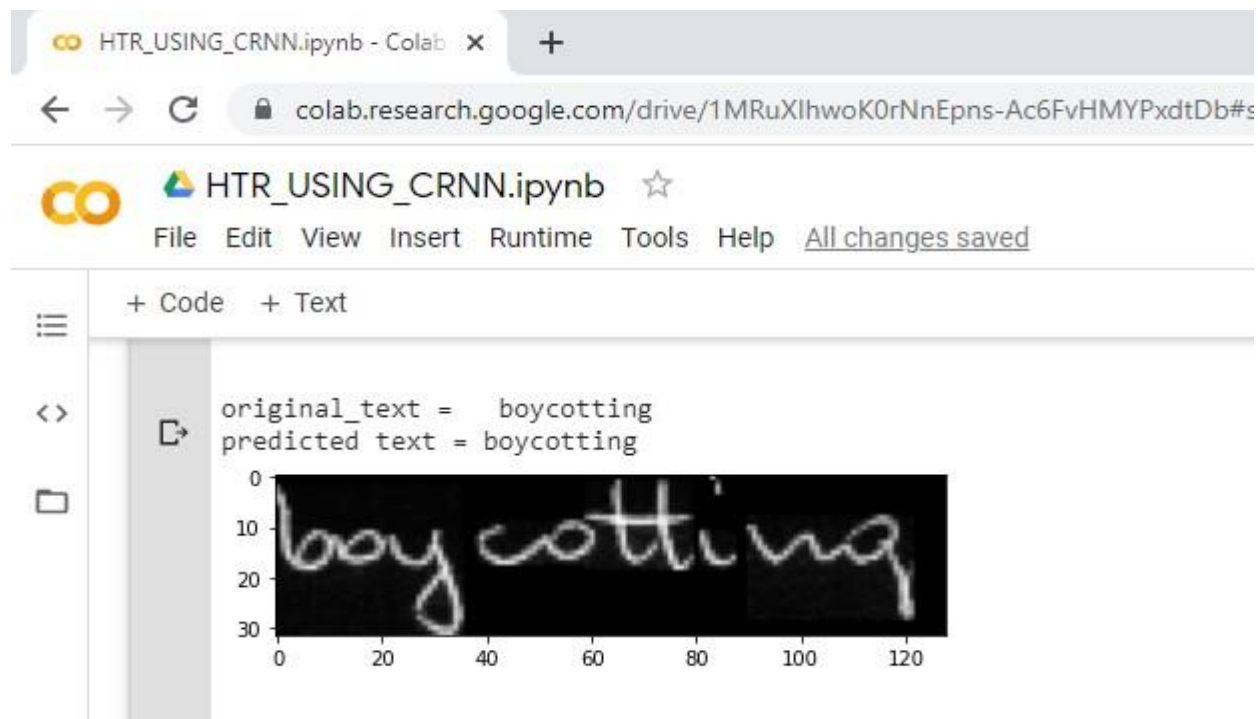 HTR_USING_CRNN.ipynb - Colab
colab.research.google.com/drive/1MRuXIhwoK0rNnEpns-Ac6FvHMYPxdtDb#s
CO HTR_USING_CRNN.ipynb
File Edit View Insert Runtime Tools Help All changes saved
+ Code + Text
original_text = boycotting
predicted text = boycotting
0
10
20
30
boycotting
0 20 40 60 80 100 120